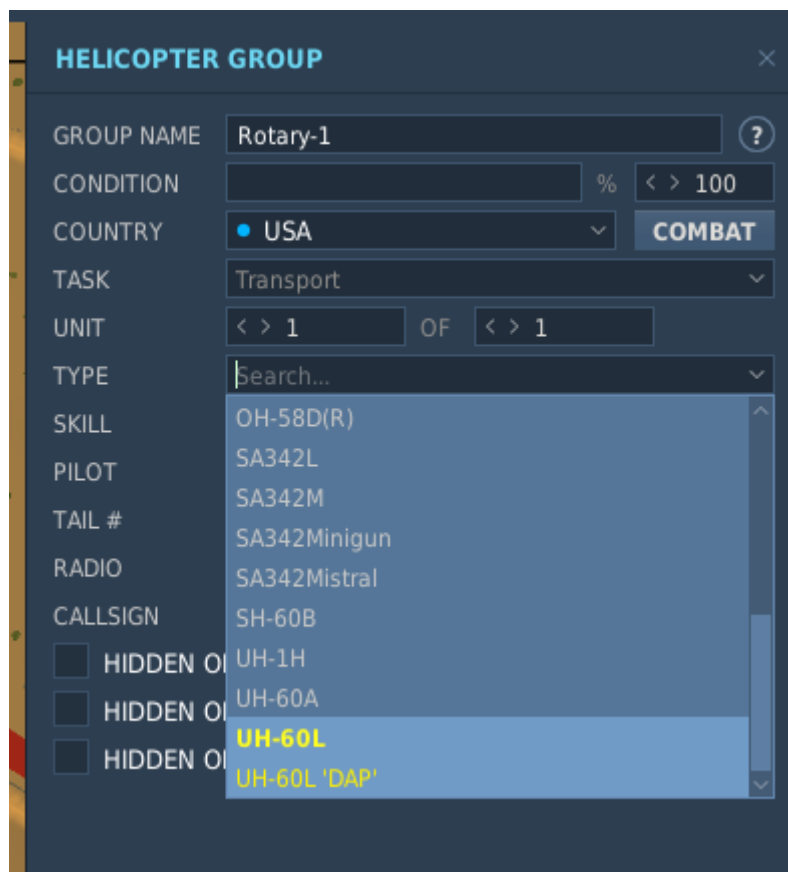 HELICOPTER GROUP ×
GROUP NAME Rotary-1 ?
CONDITION % < > 100
COUNTRY USA COMBAT
TASK Transport
UNIT < > 1 OF < > 1
TYPE Search...
OH-58D(R)
SKILL
SA342L
PILOT
SA342M
TAIL #
SA342Minigun
RADIO
SA342Mistral
CALLSIGN
SH-60B
HIDDEN O
UH-1H
UH-60A
HIDDEN O
UH-60L
HIDDEN O
UH-60L 'DAP'